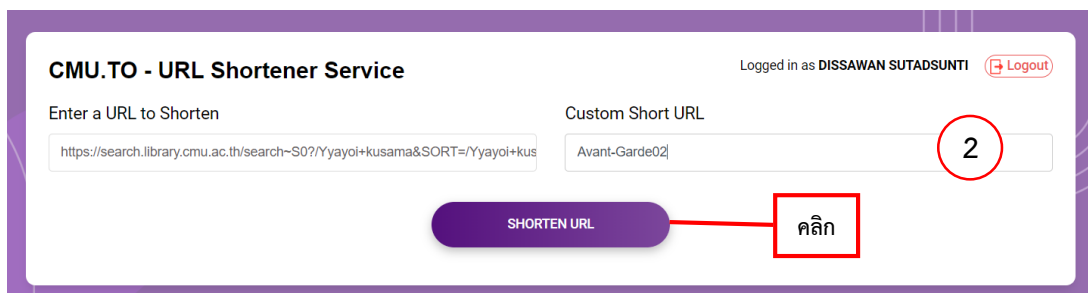 CMU.TO - URL Shortener Service
Logged in as DISSAWAN SUTADSUNTI
Logout
Enter a URL to Shorten
Custom Short URL
https://search.library.cmu.ac.th/search~S0?/Yyayoi+kusama&SORT=/Yyayoi+kus
Avant-Garde02
2
SHORTEN URL
คลิก